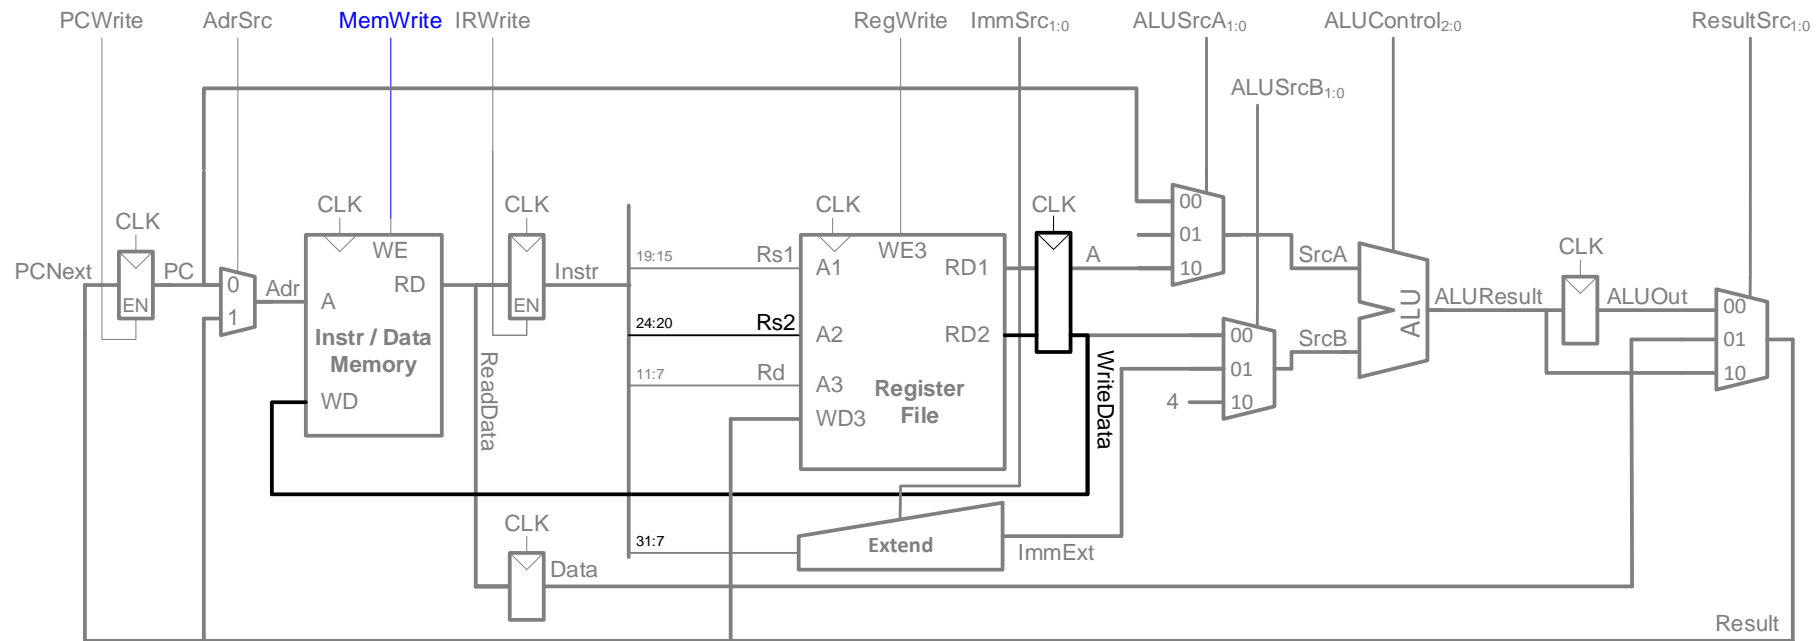 PCWrite
AdrSrc
MemWrite
IRWrite
RegWrite
ImmSrc1:0
ALUSrcA1:0
ALUControl2:0
ResultSrc1:0
ALUSrcB1:0
CLK
CLK
CLK
CLK
CLK
CLK
PCNext
EN
PC
0
1
Adr
WE
RD
A
Instr / Data
Memory
WD
ReadData
EN
Instr
19:15
Rs1
24:20
Rs2
11:7
Rd
31:7
A1
A2
A3
WD3
WE3
RD1
RD2
Register
File
A
WriteData
00
01
10
SrcA
00
01
10
4
SrcB
ALU
ALUResult
ALUOut
00
01
10
CLK
Data
Extend
ImmExt
Result